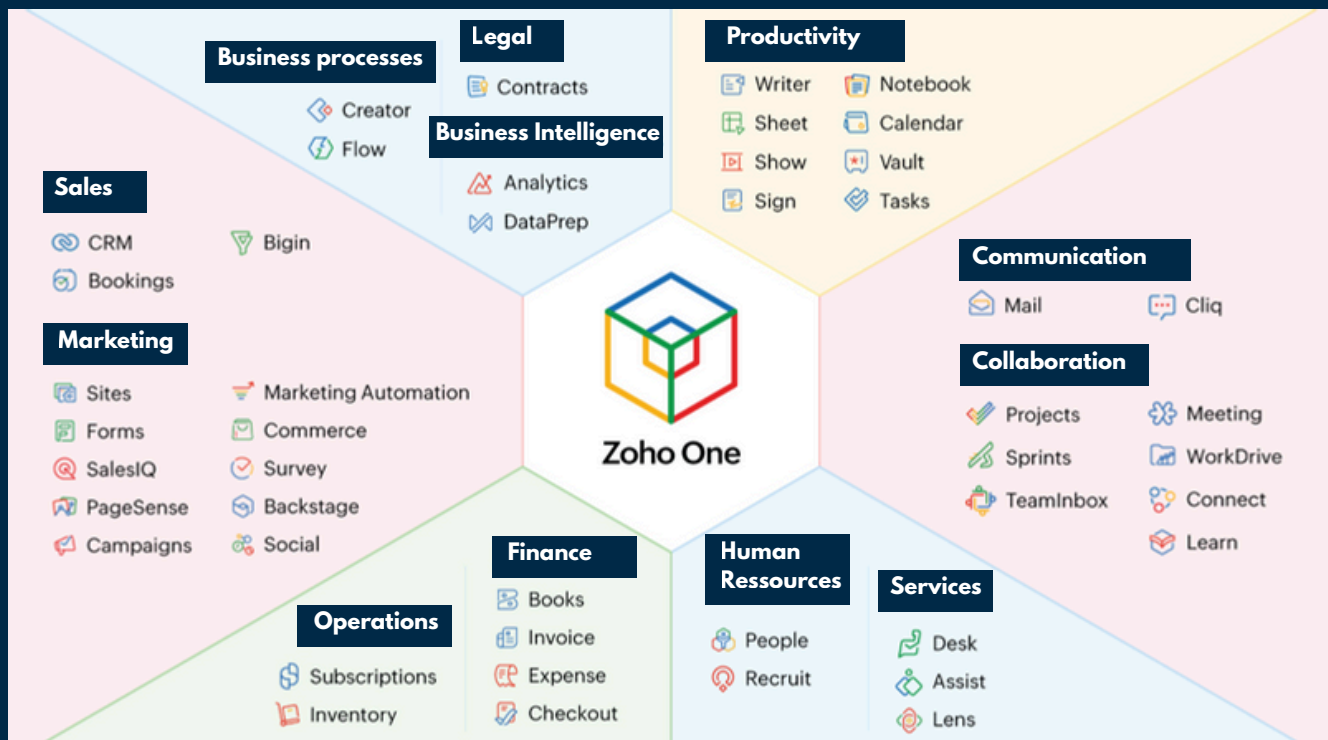 Business processes
Creator
Flow
Legal
Contracts
Business Intelligence
Analytics
DataPrep
Productivity
Writer
Notebook
Sheet
Calendar
Show
Vault
Sign
Tasks
Sales
CRM
Bigin
Bookings
Marketing
Sites
Marketing Automation
Forms
Commerce
SalesIQ
Survey
PageSense
Backstage
Campaigns
Social
Zoho One
Communication
Mail
Cliq
Collaboration
Projects
Meeting
Sprints
WorkDrive
TeamInbox
Connect
Learn
Operations
Subscriptions
Inventory
Finance
Books
Invoice
Expense
Checkout
Human
Ressources
People
Recruit
Services
Desk
Assist
Lens